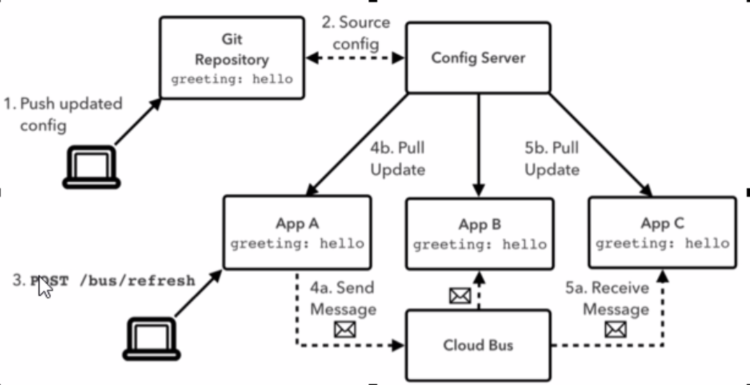 2. Source
config
Git
Repository
greeting: hello
Config Server
1. Push updated
config
4b. Pull
Update
5b. Pull
Update
App A
greeting: hello
App B
greeting: hello
App C
greeting: hello
3. POST /bus/refresh
4a. Send
Message
5a. Receive
Message
Cloud Bus